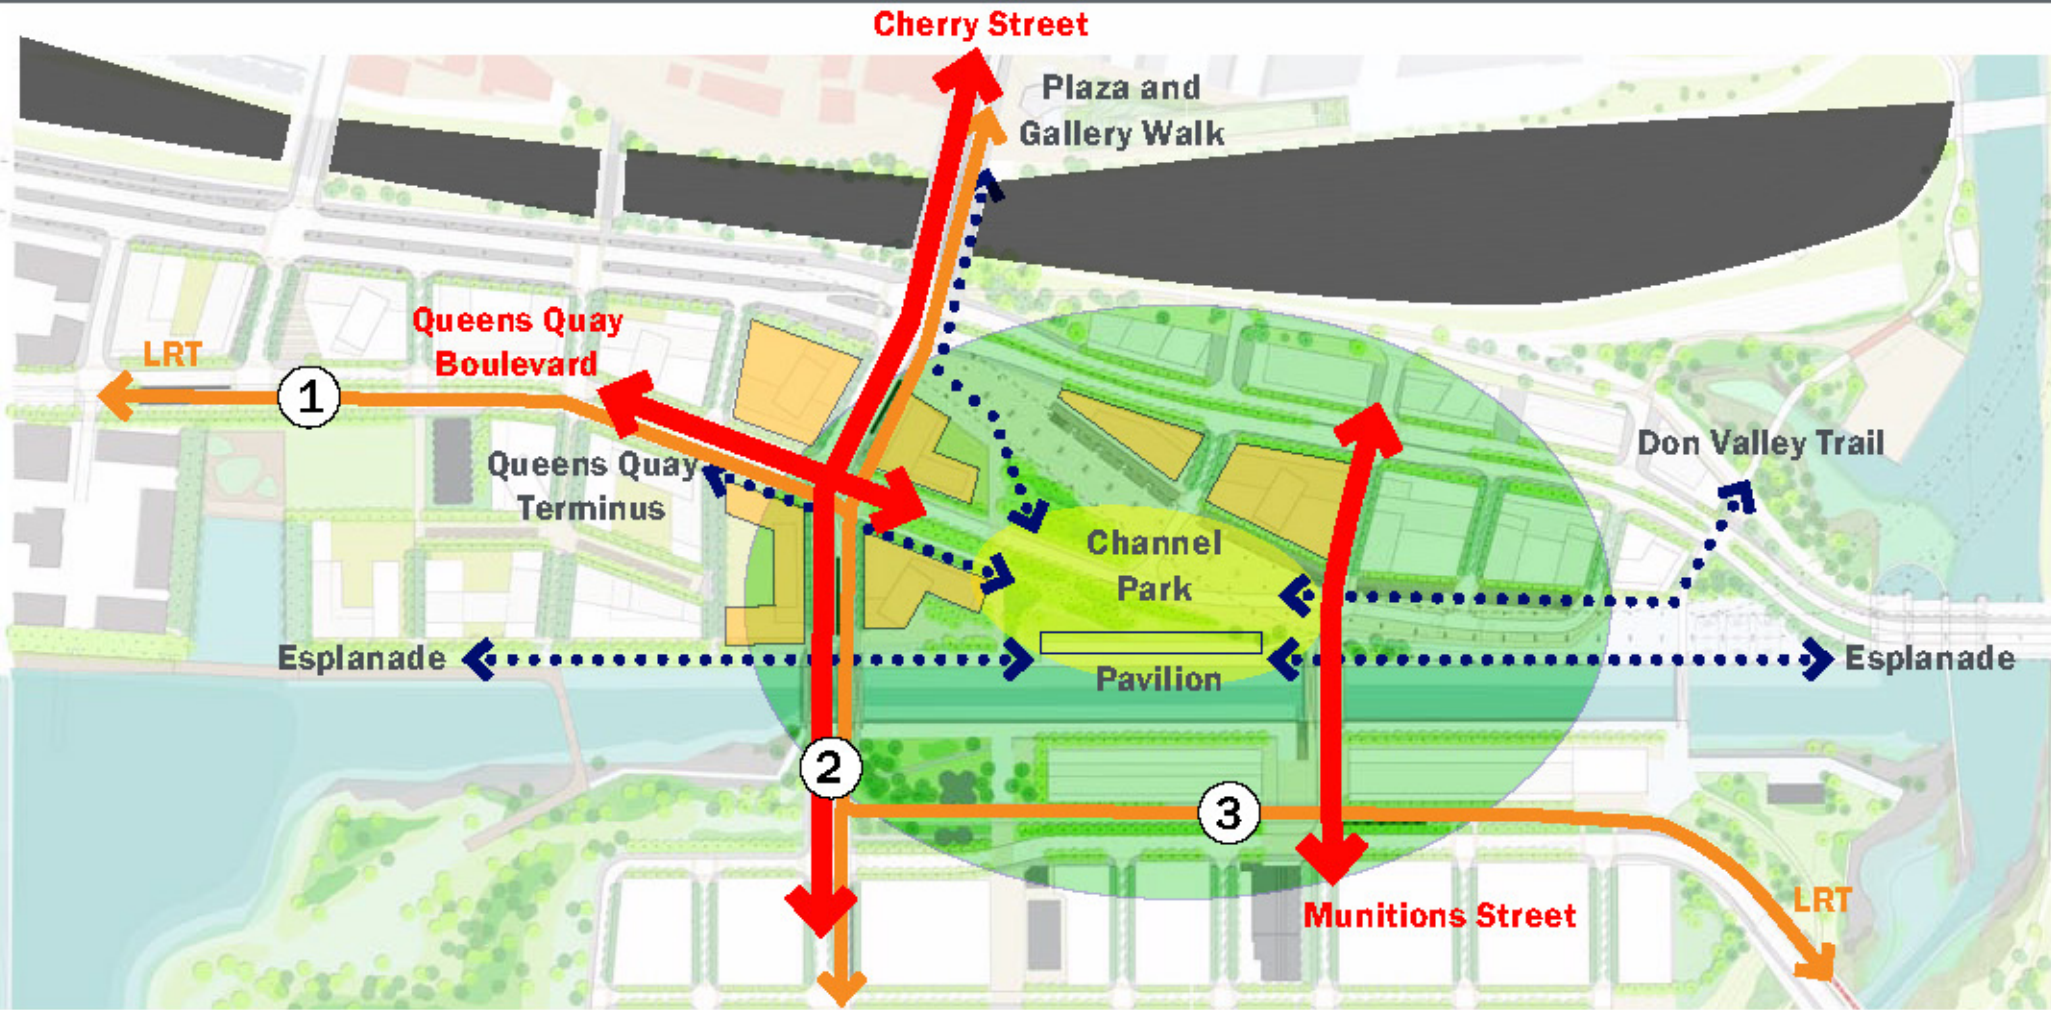 Cherry Street
Plaza and
Gallery Walk
Queens Quay
Boulevard
LRT
1
Don Valley Trail
Queens Quay
Terminus
Channel
Park
Esplanade
Pavilion
Esplanade
2
3
LRT
Munitions Street